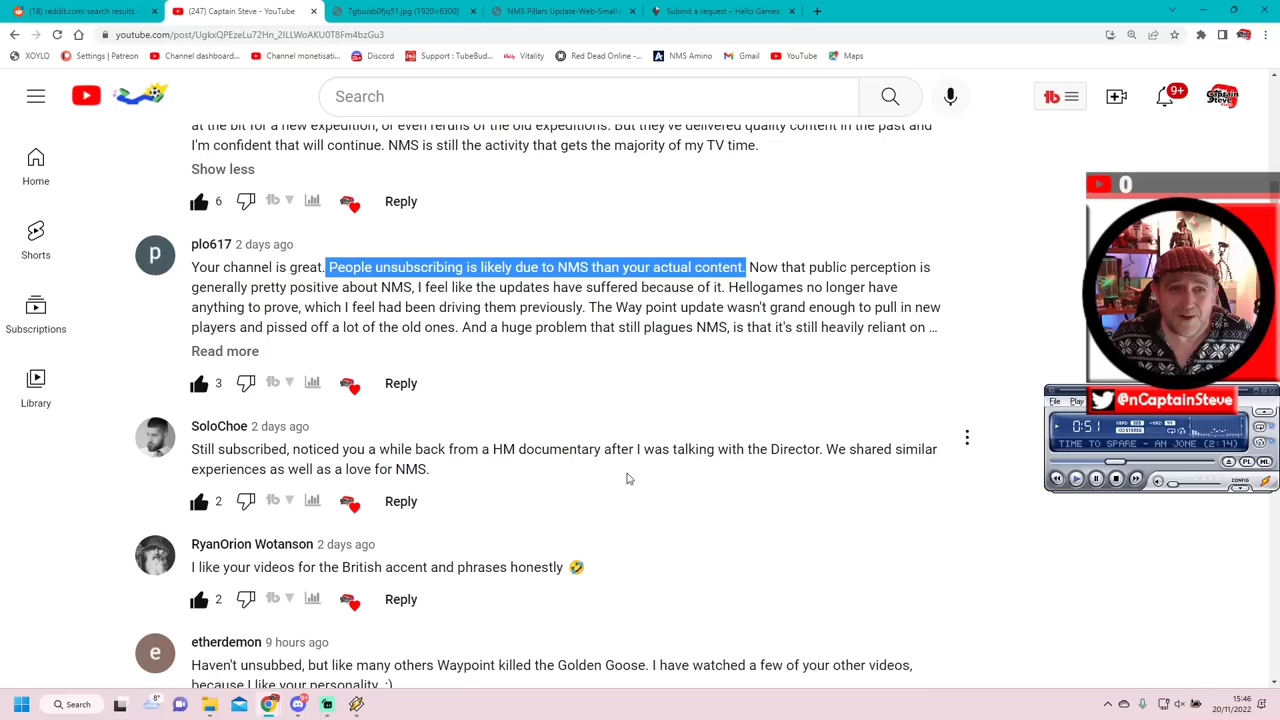 (18) reddit.com: search results -
(247) Captain Steve - YouTube
Tgtuusb0fjq51.jpg (1920×6300)
NMS Pillars Update-Web-Small
Submit a request – Hello Games
youtube.com/post/UgkxQPEzeLu72Hn_2ILLWoAKU0T8Fm4bzGu3
XOYLO
Settings | Patreon
Channel dashboard...
Channel monetisati...
Discord
Support : TubeBud...
Vitality
Red Dead Online -...
NMS Amino
Gmail
YouTube
Maps
Search
9+
Home
Shorts
Subscriptions
Library
at the bit for a new expedition, or even reruns of the old expeditions. But they've delivered quality content in the past and
I'm confident that will continue. NMS is still the activity that gets the majority of my TV time.
Show less
6 Reply
plo617 2 days ago
Your channel is great. People unsubscribing is likely due to NMS than your actual content. Now that public perception is
generally pretty positive about NMS, I feel like the updates have suffered because of it. Hellogames no longer have
anything to prove, which I feel had been driving them previously. The Way point update wasn't grand enough to pull in new
players and pissed off a lot of the old ones. And a huge problem that still plagues NMS, is that it's still heavily reliant on ...
Read more
3 Reply
SoloChoe 2 days ago
Still subscribed, noticed you a while back from a HM documentary after I was talking with the Director. We shared similar
experiences as well as a love for NMS.
2 Reply
RyanOrion Wotanson 2 days ago
I like your videos for the British accent and phrases honestly 🤣
2 Reply
etherdemon 9 hours ago
Haven't unsubbed, but like many others Waypoint killed the Golden Goose. I have watched a few of your other videos,
because I like your personality. :)
0
@nCaptainSteve
File Play
0:51
TIME TO SPARE - AN JONE (2:14)
PL ML
CONFIG
Search
8°
15:46
20/11/2022